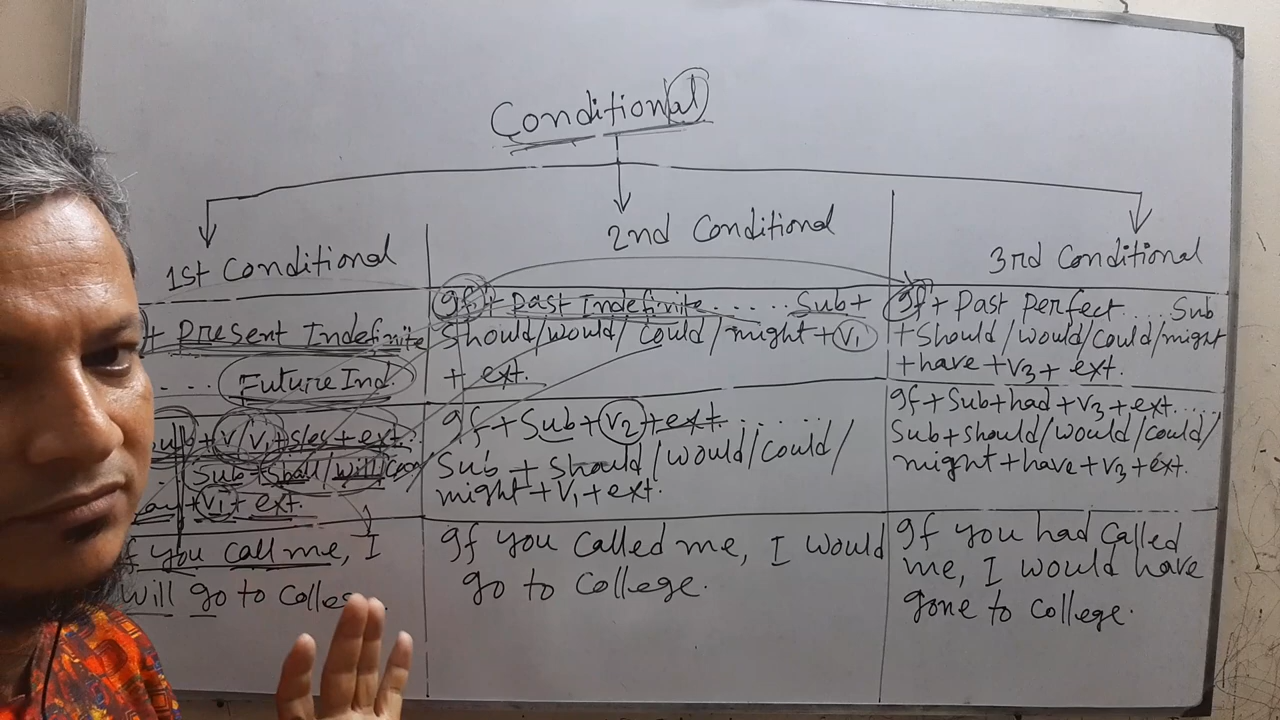 Conditional
1st Conditional
+ Present Indefinite
.... Future Ind.
+ V/V1 + s/es + ext..
Sub + Shall/will/can/
+ V1 + ext.
If you call me, I
will go to college.
2nd Conditional
If + Past Indefinite....... Sub +
Should/would/could/might + V1
+ ext.
If + Sub + V2 + ext.......
Sub + Should/would/could/
might + V1 + ext.
If you called me, I would
go to college.
3rd Conditional
If + Past Perfect..... Sub
+ Should/would/could/might
+ have + V3 + ext.
If + Sub + had + V3 + ext.....
Sub + should/would/could/
might + have + V3 + ext.
If you had called
me, I would have
gone to college.